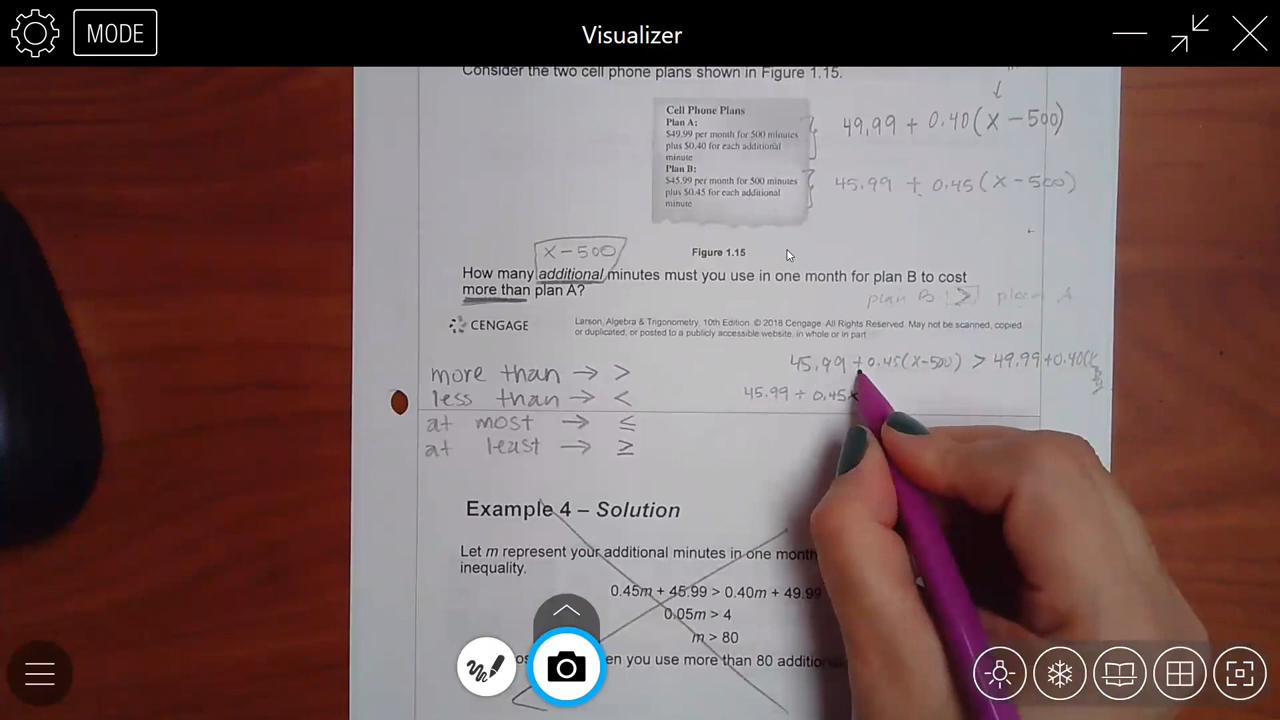 MODE
Visualizer
Consider the two cell phone plans shown in Figure 1.15.
Cell Phone Plans
Plan A:
$49.99 per month for 500 minutes
plus $0.40 for each additional
minute
Plan B:
$45.99 per month for 500 minutes
plus $0.45 for each additional
minute
49.99 + 0.40(x - 500)
45.99 + 0.45(x - 500)
x - 500
Figure 1.15
How many additional minutes must you use in one month for plan B to cost
more than plan A?
plan B > plan A
CENGAGE
Larson, Algebra & Trigonometry, 10th Edition. © 2018 Cengage. All Rights Reserved. May not be scanned, copied
or duplicated, or posted to a publicly accessible website, in whole or in part.
45.99 + 0.45(x-500) > 49.99 + 0.40(
45.99 + 0.45x
more than → >
less than → <
at most → ≤
at least → ≥
Example 4 – Solution
Let m represent your additional minutes in one month
inequality.
0.45m + 45.99 > 0.40m + 49.99
0.05m > 4
m > 80
en you use more than 80